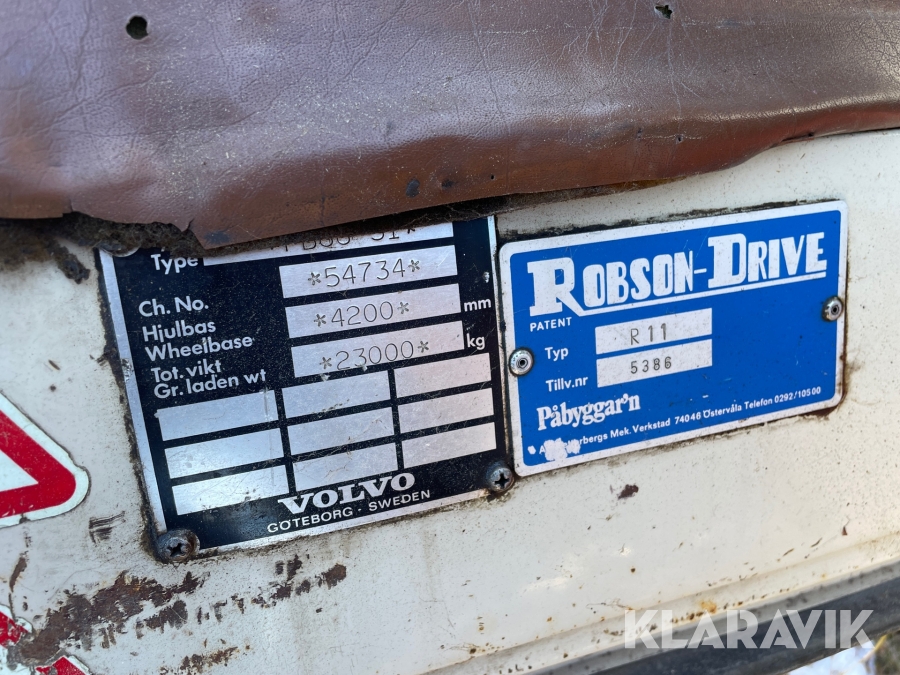 Type
*54734*
Ch. No.
*4200* mm
Hjulbas
Wheelbase
*23000* kg
Tot. vikt
Gr. laden wt
VOLVO
GÖTEBORG · SWEDEN
ROBSON-DRIVE
PATENT
Typ R11
Tillv.nr 5386
Påbyggar'n
Mek. Verkstad 74046 Östervåla Telefon 0292/10500
KLARAVIK